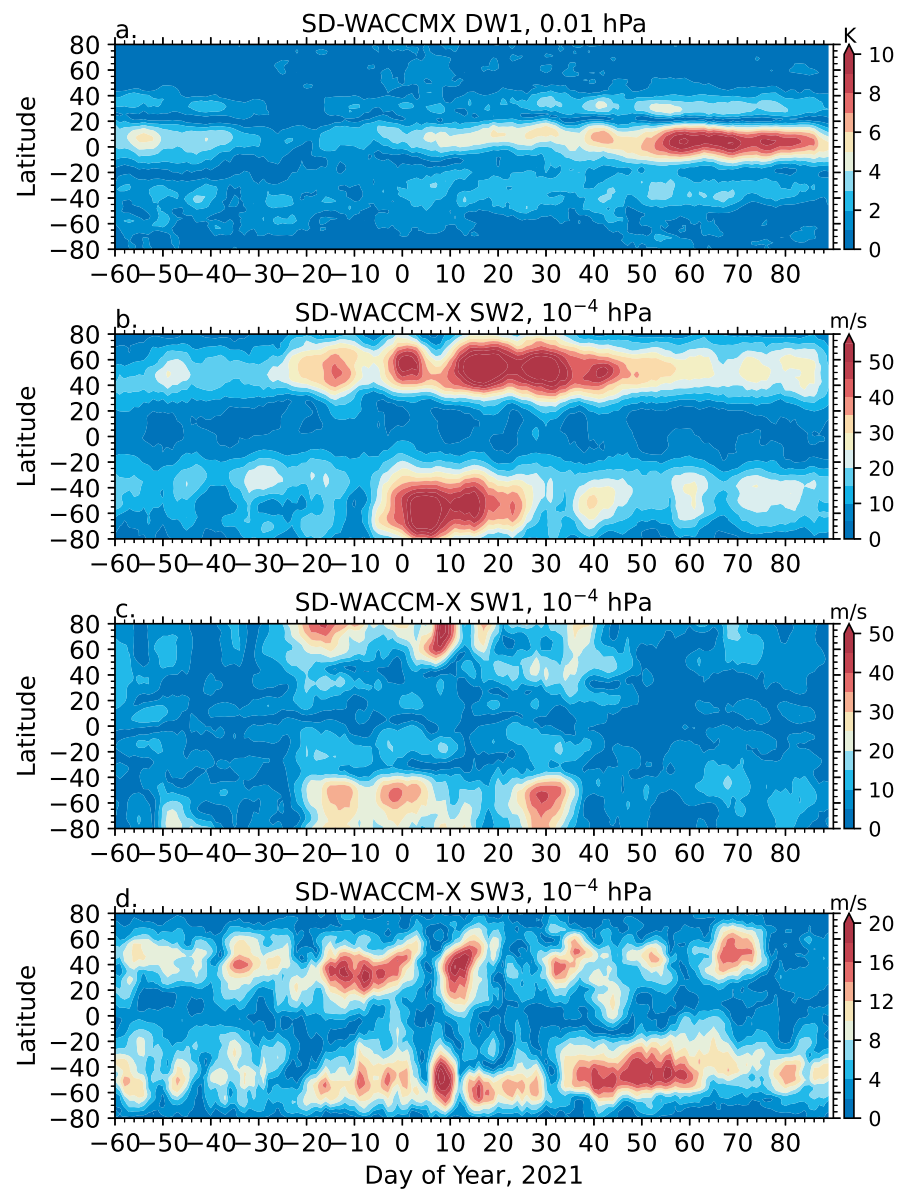 SD-WACCMX DW1, 0.01 hPa
a.
K
80
60
40
20
0
−20
−40
−60
−80
Latitude
10
8
6
4
2
0
−60 −50 −40 −30 −20 −10 0 10 20 30 40 50 60 70 80
SD-WACCM-X SW2, 10⁻⁴ hPa
b.
m/s
80
60
40
20
0
−20
−40
−60
−80
Latitude
50
40
30
20
10
0
−60 −50 −40 −30 −20 −10 0 10 20 30 40 50 60 70 80
SD-WACCM-X SW1, 10⁻⁴ hPa
c.
m/s
80
60
40
20
0
−20
−40
−60
−80
Latitude
50
40
30
20
10
0
−60 −50 −40 −30 −20 −10 0 10 20 30 40 50 60 70 80
SD-WACCM-X SW3, 10⁻⁴ hPa
d.
m/s
80
60
40
20
0
−20
−40
−60
−80
Latitude
20
16
12
8
4
0
−60 −50 −40 −30 −20 −10 0 10 20 30 40 50 60 70 80
Day of Year, 2021